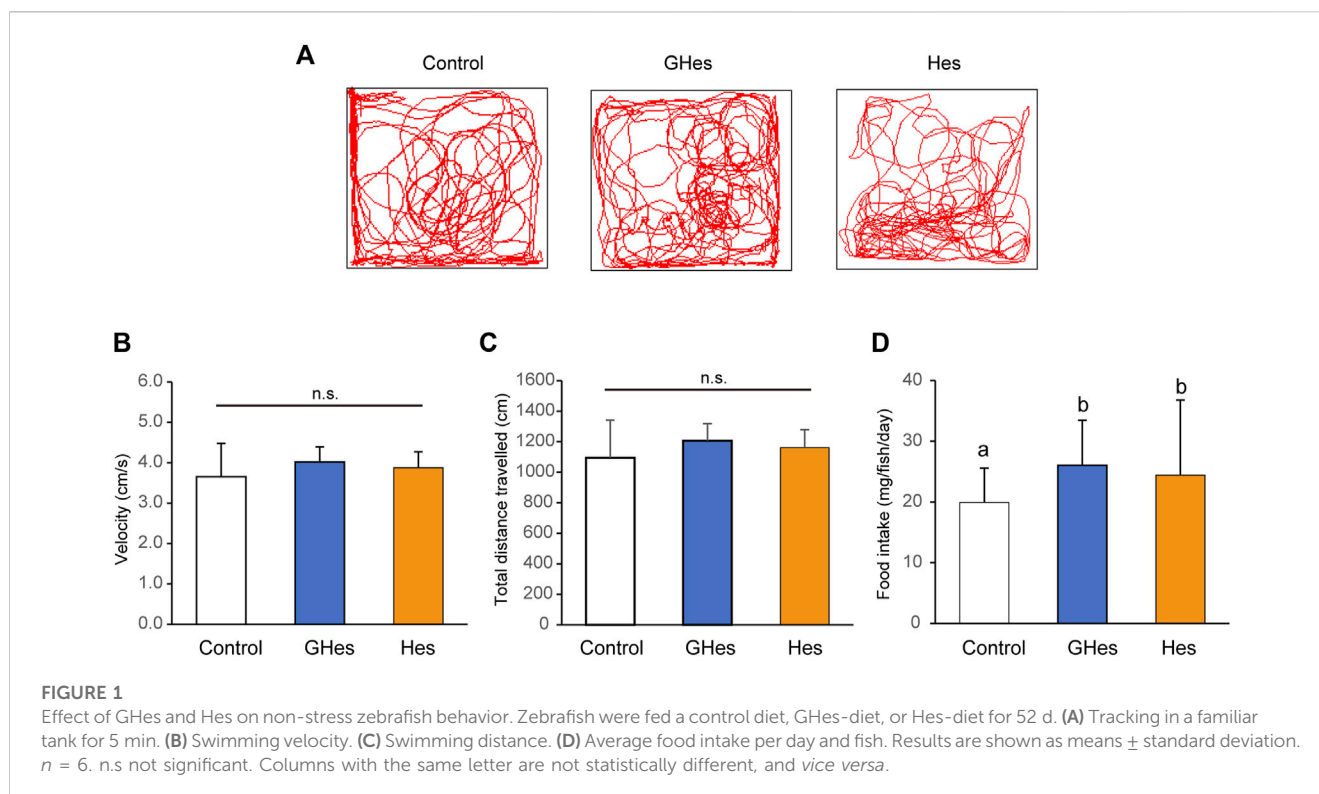 A
Control
GHes
Hes
B
n.s.
Velocity (cm/s)
6.0
5.0
4.0
3.0
2.0
1.0
0.0
Control
GHes
Hes
C
n.s.
Total distance travelled (cm)
1600
1400
1200
1000
800
600
400
200
0
Control
GHes
Hes
D
Food intake (mg/fish/day)
40
30
20
10
0
a
b
b
Control
GHes
Hes
FIGURE 1
Effect of GHes and Hes on non-stress zebrafish behavior. Zebrafish were fed a control diet, GHes-diet, or Hes-diet for 52 d. (A) Tracking in a familiar
tank for 5 min. (B) Swimming velocity. (C) Swimming distance. (D) Average food intake per day and fish. Results are shown as means ± standard deviation.
n = 6. n.s not significant. Columns with the same letter are not statistically different, and vice versa.